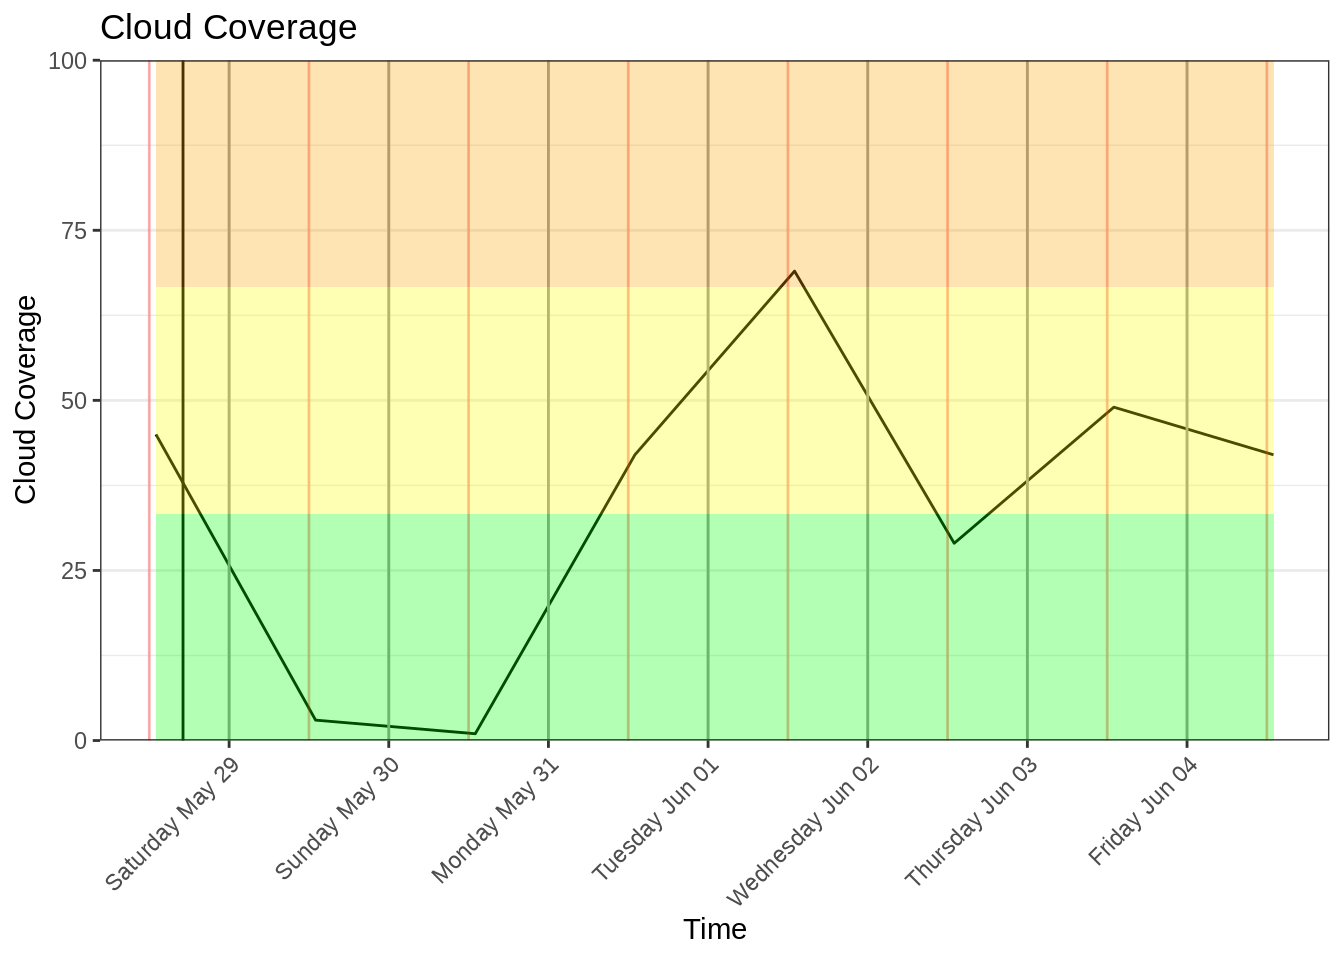 Cloud Coverage
100
75
50
25
0
Cloud Coverage
Saturday May 29
Sunday May 30
Monday May 31
Tuesday Jun 01
Wednesday Jun 02
Thursday Jun 03
Friday Jun 04
Time